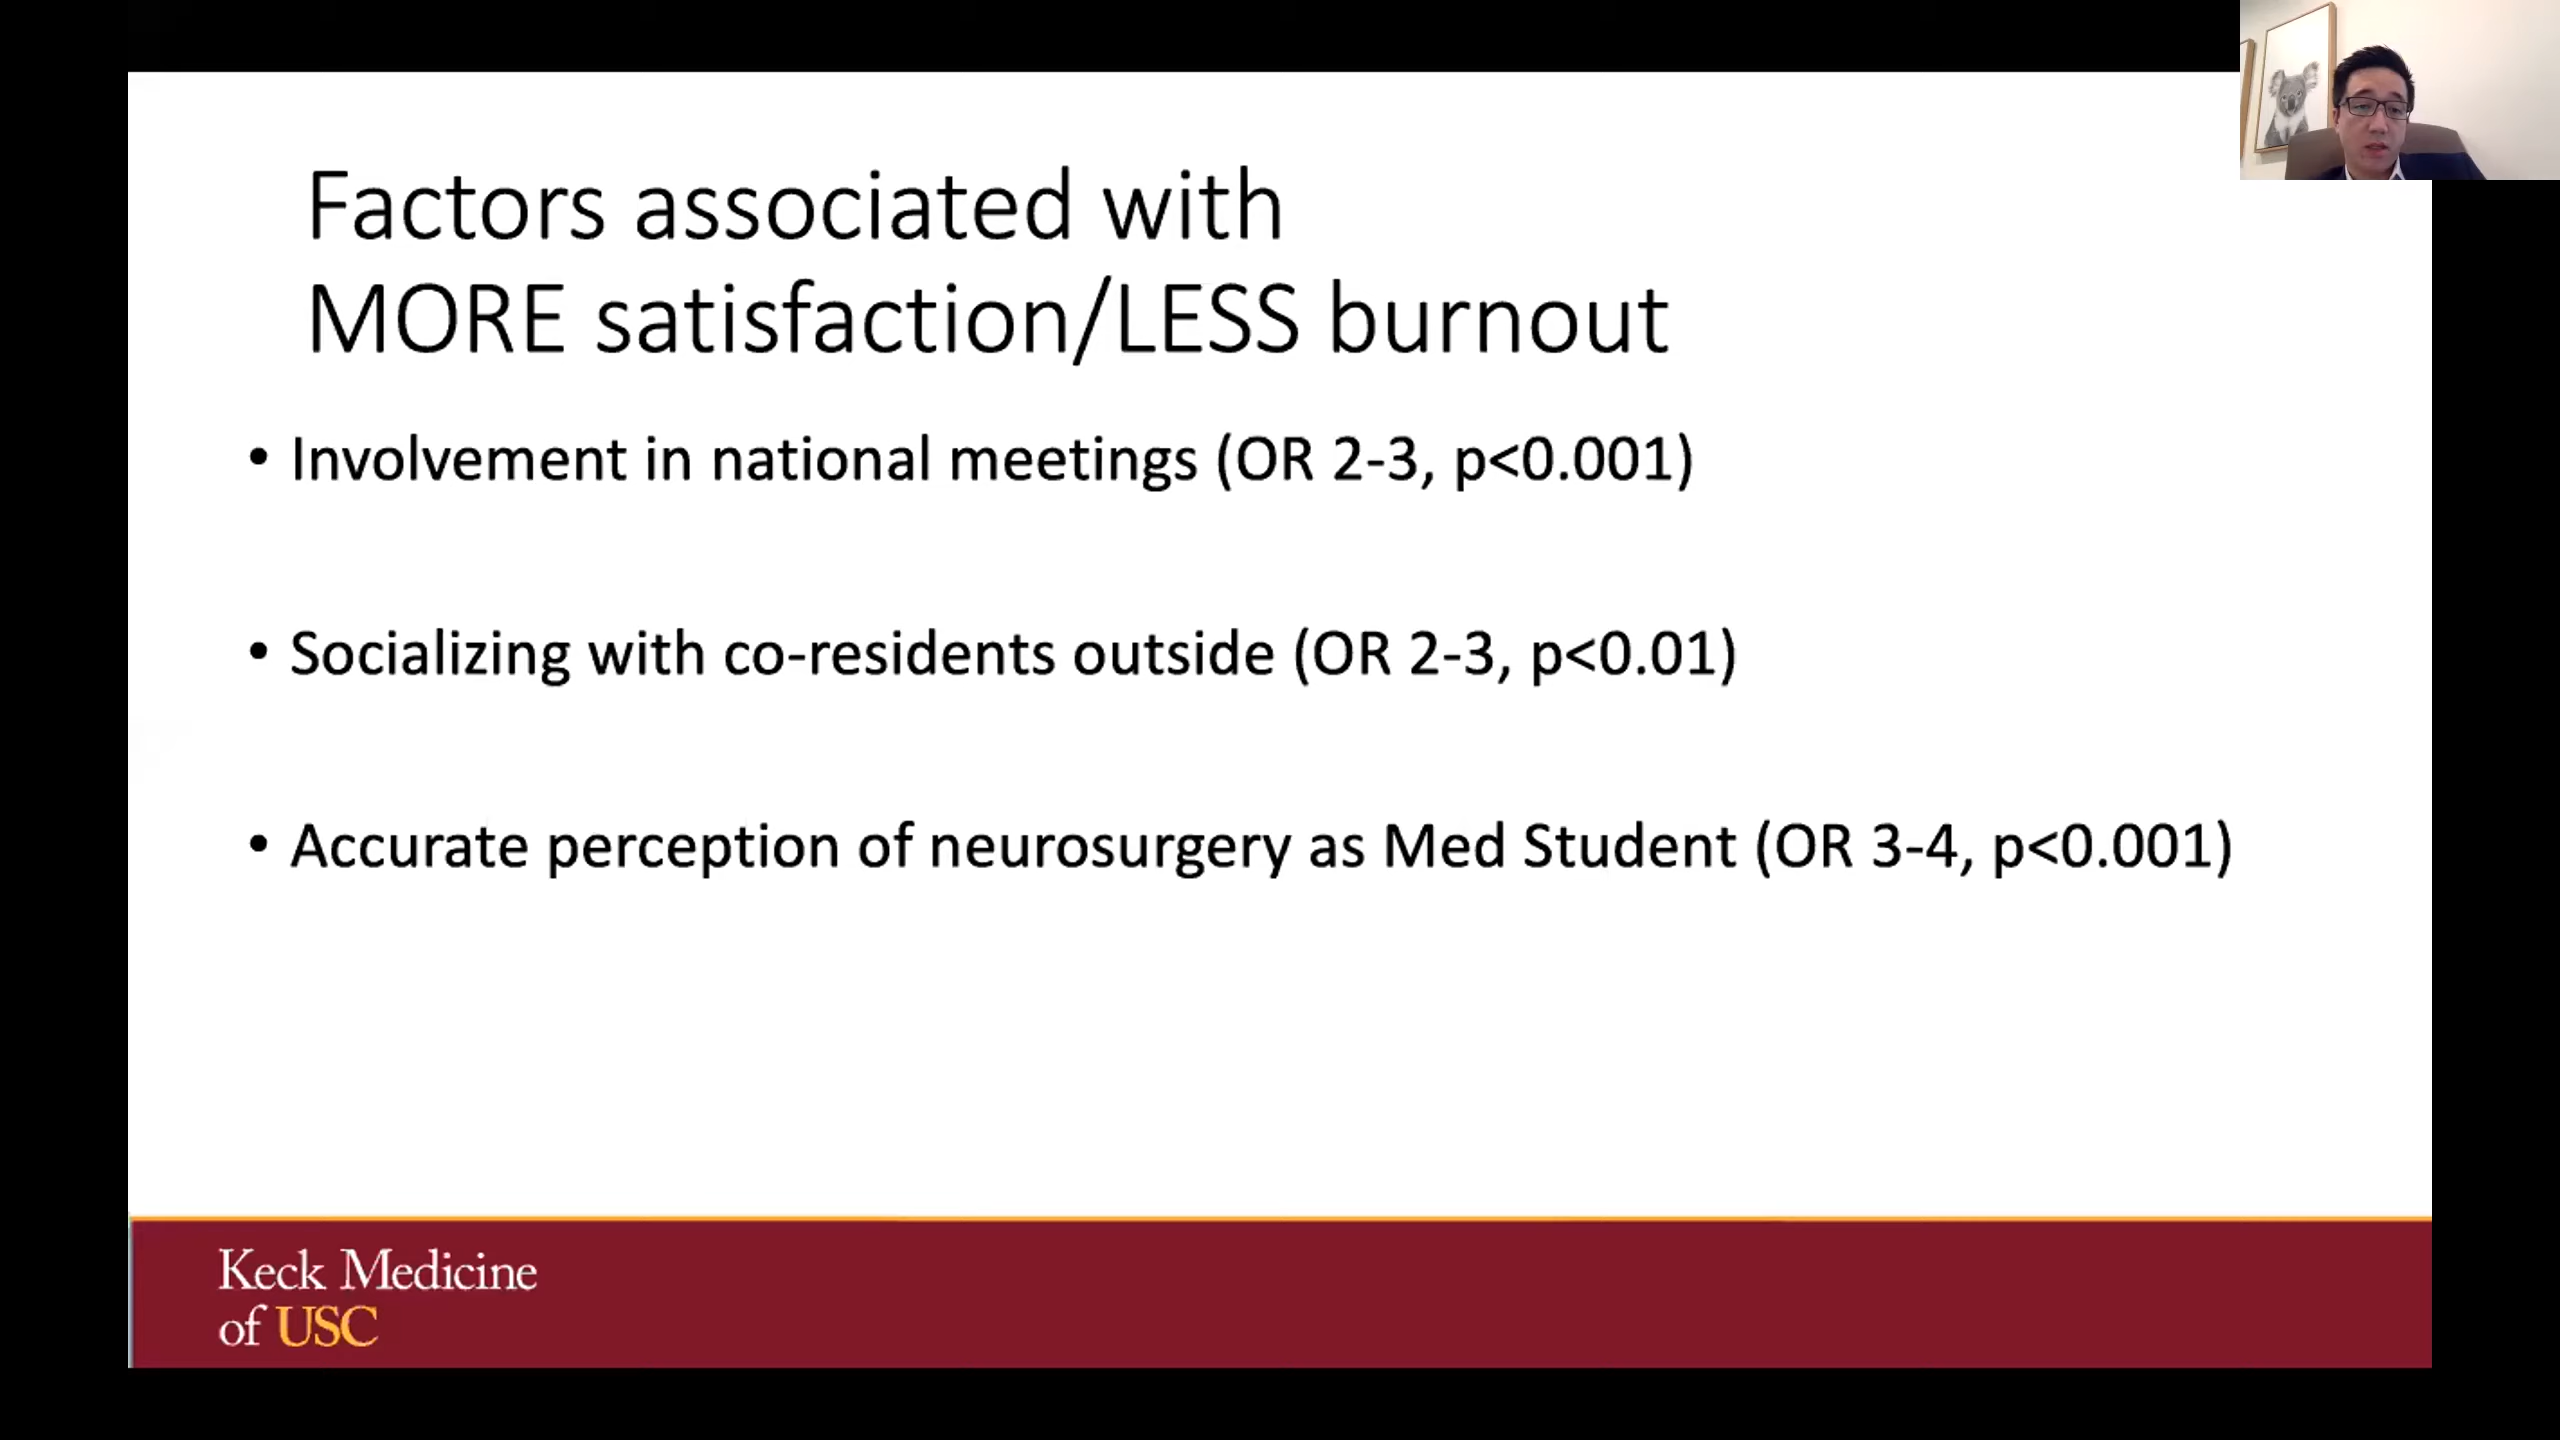 Factors associated with
MORE satisfaction/LESS burnout
• Involvement in national meetings (OR 2-3, p<0.001)
• Socializing with co-residents outside (OR 2-3, p<0.01)
• Accurate perception of neurosurgery as Med Student (OR 3-4, p<0.001)
Keck Medicine
of USC